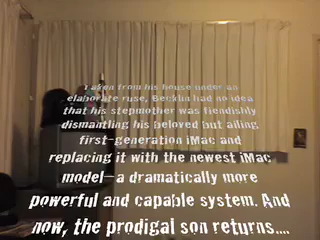 Taken from his house under an
elaborate ruse, Becklin had no idea
that his stepmother was fiendishly
dismantling his beloved but ailing
first-generation iMac and
replacing it with the newest iMac
model—a dramatically more
powerful and capable system. And
now, the prodigal son returns....